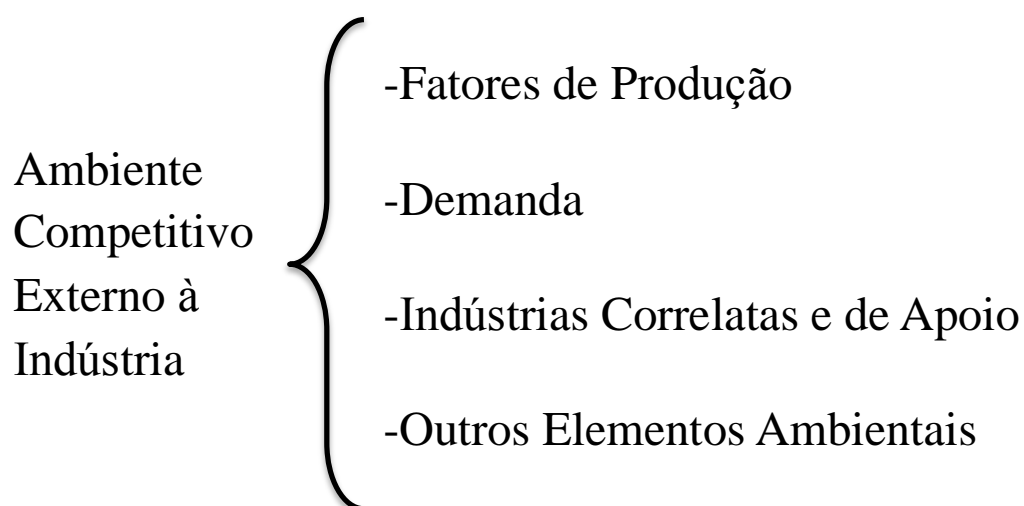 Ambiente
Competitivo
Externo à
Indústria
-Fatores de Produção
-Demanda
-Indústrias Correlatas e de Apoio
-Outros Elementos Ambientais